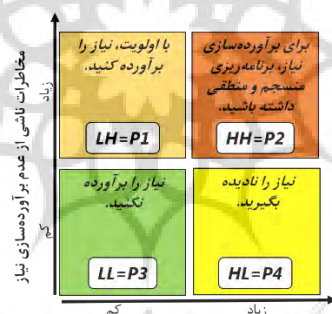 مخاطرات ناشی از عدم برآورده‌سازی نیاز
زیاد
کم
با اولویت، نیاز را
برآورده کنید.
LH=P1
برای برآورده‌سازی
نیاز، برنامه‌ریزی
منسجم و منطقی
داشته باشید.
HH=P2
نیاز را برآورده
نکنید.
LL=P3
نیاز را نادیده
بگیرید.
HL=P4
کم
زیاد